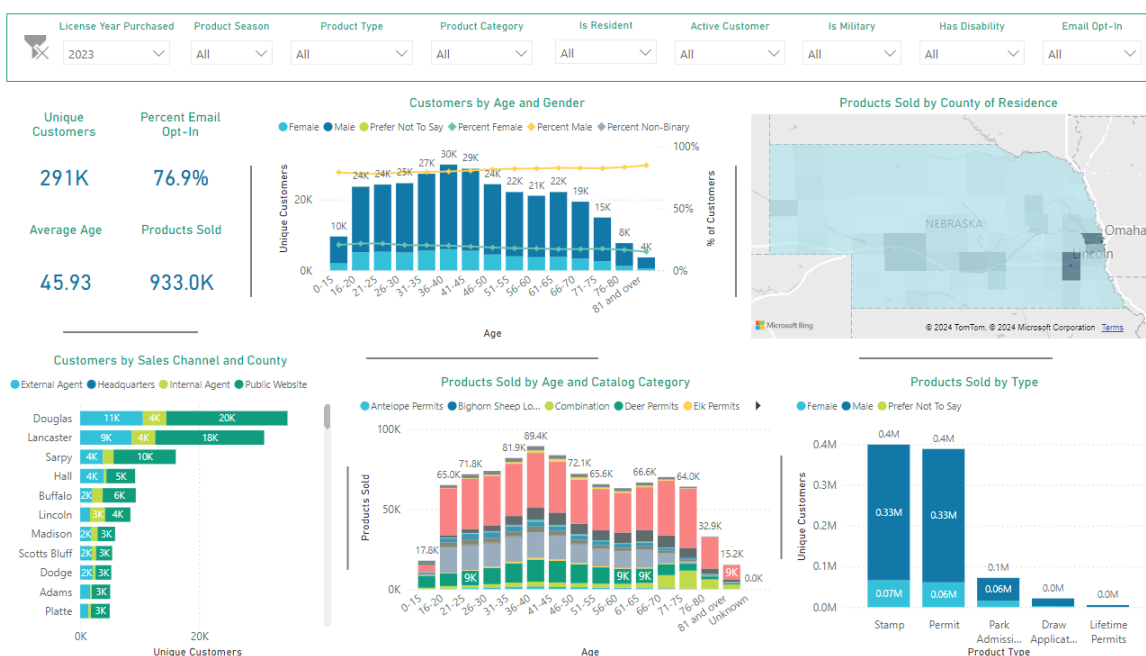 License Year Purchased
Product Season
Product Type
Product Category
Is Resident
Active Customer
Is Military
Has Disability
Email Opt-In
2023
All
All
All
All
All
All
All
All
Unique Customers
Percent Email Opt-In
291K
76.9%
Average Age
Products Sold
45.93
933.0K
Customers by Age and Gender
Female Male Prefer Not To Say Percent Female Percent Male Percent Non-Binary
Unique Customers
20K
0K
10K 24K 24K 25K 27K 30K 29K 24K 22K 21K 22K 19K 15K 8K 4K
100%
50%
0%
% of Customers
0-15 16-20 21-25 26-30 31-35 36-40 41-45 46-50 51-55 56-60 61-65 66-70 71-75 76-80 81 and over
Age
Products Sold by County of Residence
NEBRASKA
Omaha
Lincoln
Microsoft Bing
© 2024 TomTom, © 2024 Microsoft Corporation Terms
Customers by Sales Channel and County
External Agent Headquarters Internal Agent Public Website
Douglas 11K 4K 20K
Lancaster 9K 4K 18K
Sarpy 4K 10K
Hall 4K 5K
Buffalo 2K 6K
Lincoln 3K 4K
Madison 2K 3K
Scotts Bluff 2K 3K
Dodge 2K 3K
Adams 3K
Platte 3K
0K 20K
Unique Customers
Products Sold by Age and Catalog Category
Antelope Permits Bighorn Sheep Lo... Combination Deer Permits Elk Permits
Products Sold
100K
50K
0K
17.8K 65.0K 71.8K 81.9K 89.4K 72.1K 65.6K 66.6K 64.0K 32.9K 15.2K 0.0K
9K 9K 9K 9K
0-15 16-20 21-25 26-30 31-35 36-40 41-45 46-50 51-55 56-60 61-65 66-70 71-75 76-80 81 and over Unknown
Age
Products Sold by Type
Female Male Prefer Not To Say
Unique Customers
0.4M
0.3M
0.2M
0.1M
0.0M
0.4M 0.4M 0.1M 0.0M 0.0M
0.33M 0.33M 0.06M
0.07M 0.06M
Stamp
Permit
Park Admissi...
Draw Applicat...
Lifetime Permits
Product Type